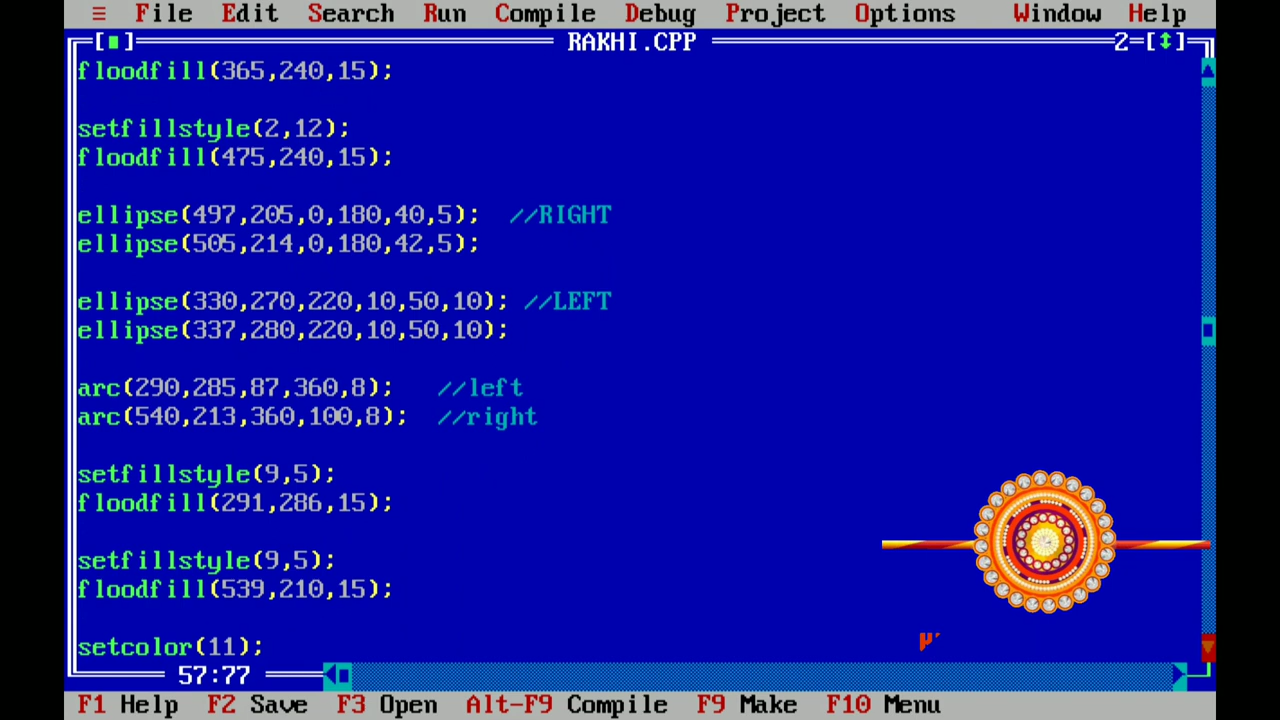 ≡ File Edit Search Run Compile Debug Project Options Window Help
RAKHI.CPP 2
floodfill(365,240,15);
setfillstyle(2,12);
floodfill(475,240,15);
ellipse(497,205,0,180,40,5); //RIGHT
ellipse(505,214,0,180,42,5);
ellipse(330,270,220,10,50,10); //LEFT
ellipse(337,280,220,10,50,10);
arc(290,285,87,360,8); //left
arc(540,213,360,100,8); //right
setfillstyle(9,5);
floodfill(291,286,15);
setfillstyle(9,5);
floodfill(539,210,15);
setcolor(11);
57:77
F1 Help F2 Save F3 Open Alt-F9 Compile F9 Make F10 Menu